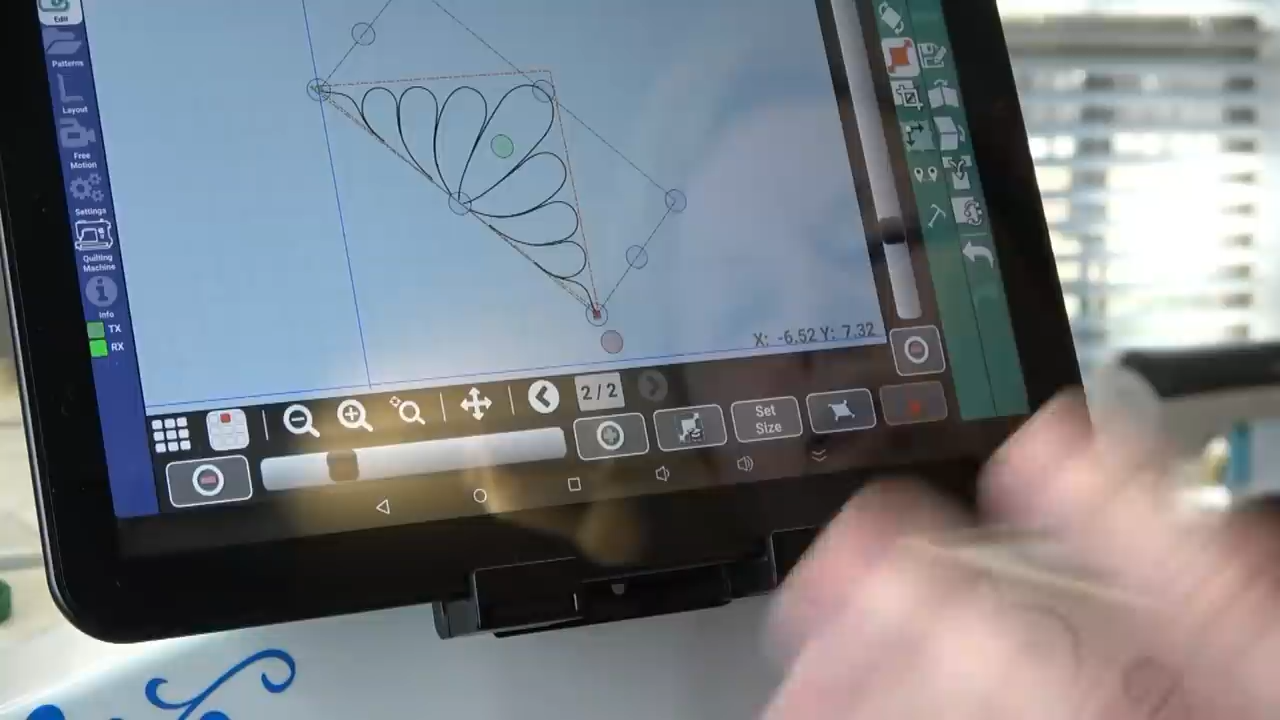 Edit
Patterns
Layout
Free
Motion
Settings
Quilting
Machine
Info
TX
RX
X: -6.52 Y: 7.32
2 / 2
Set
Size